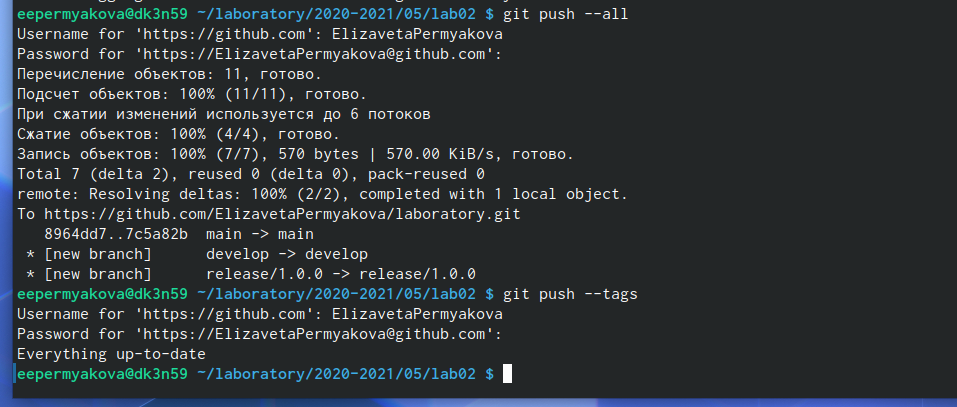 eepermyakova@dk3n59 ~/laboratory/2020-2021/05/lab02 $ git push --all
Username for 'https://github.com': ElizavetaPermyakova
Password for 'https://ElizavetaPermyakova@github.com':
Перечисление объектов: 11, готово.
Подсчет объектов: 100% (11/11), готово.
При сжатии изменений используется до 6 потоков
Сжатие объектов: 100% (4/4), готово.
Запись объектов: 100% (7/7), 570 bytes | 570.00 KiB/s, готово.
Total 7 (delta 2), reused 0 (delta 0), pack-reused 0
remote: Resolving deltas: 100% (2/2), completed with 1 local object.
To https://github.com/ElizavetaPermyakova/laboratory.git
   8964dd7..7c5a82b  main -> main
 * [new branch]      develop -> develop
 * [new branch]      release/1.0.0 -> release/1.0.0
eepermyakova@dk3n59 ~/laboratory/2020-2021/05/lab02 $ git push --tags
Username for 'https://github.com': ElizavetaPermyakova
Password for 'https://ElizavetaPermyakova@github.com':
Everything up-to-date
eepermyakova@dk3n59 ~/laboratory/2020-2021/05/lab02 $